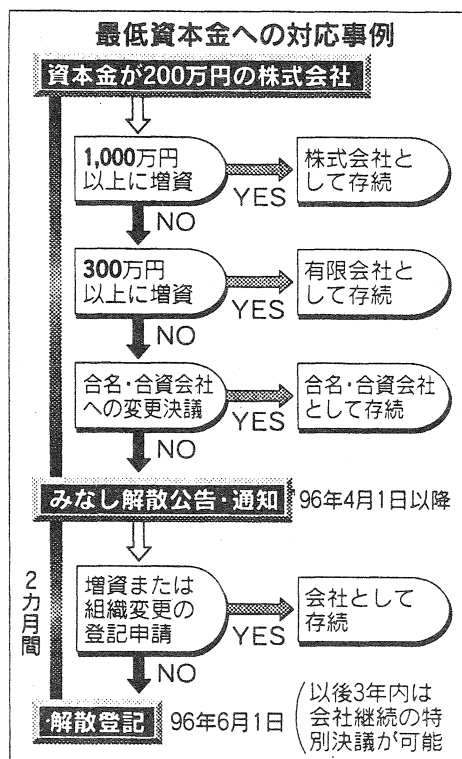 最低資本金への対応事例
資本金が200万円の株式会社
1,000万円
以上に増資
YES
株式会社と
して存続
NO
300万円
以上に増資
YES
有限会社と
して存続
NO
合名・合資会社
への変更決議
YES
合名・合資会社
として存続
NO
みなし解散公告・通知
96年4月1日以降
2カ月間
増資または
組織変更の
登記申請
YES
会社として
存続
NO
解散登記
96年6月1日
(以後3年内は
会社継続の特
別決議が可能